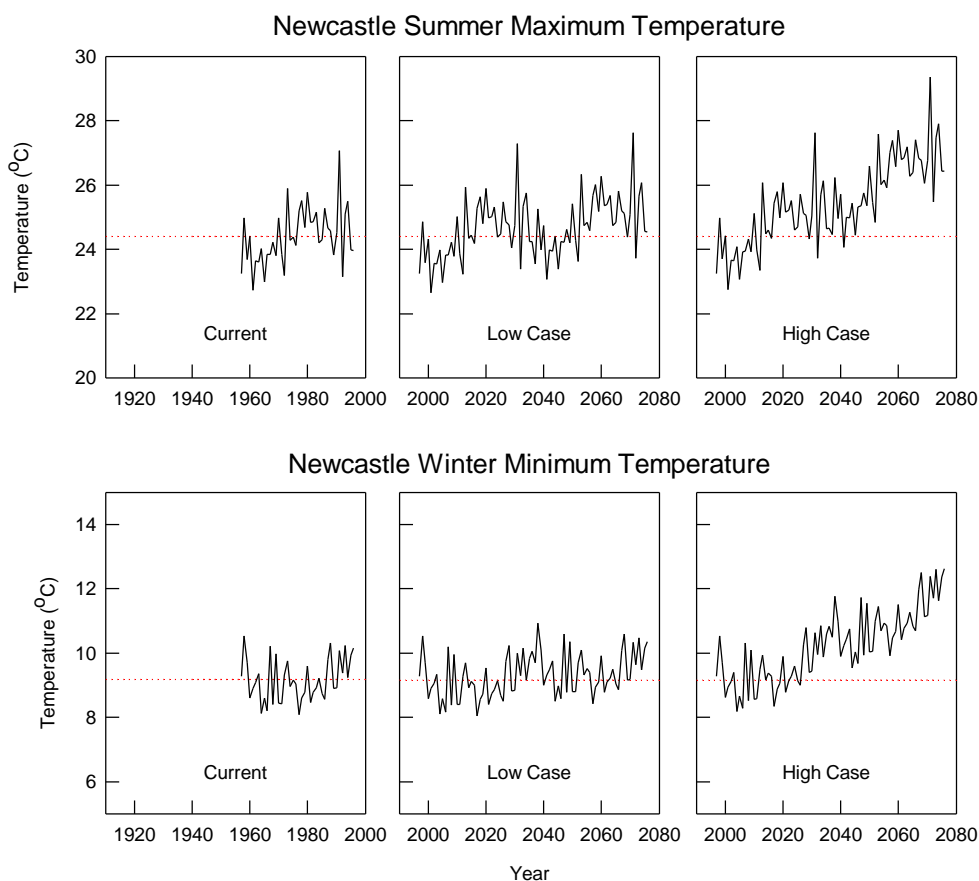 Newcastle Summer Maximum Temperature
30
28
26
24
22
20
Temperature (°C)
Current
Low Case
High Case
1920 1940 1960 1980 2000
2000 2020 2040 2060 2080
2000 2020 2040 2060 2080
Newcastle Winter Minimum Temperature
14
12
10
8
6
Temperature (°C)
Current
Low Case
High Case
1920 1940 1960 1980 2000
2000 2020 2040 2060 2080
2000 2020 2040 2060 2080
Year